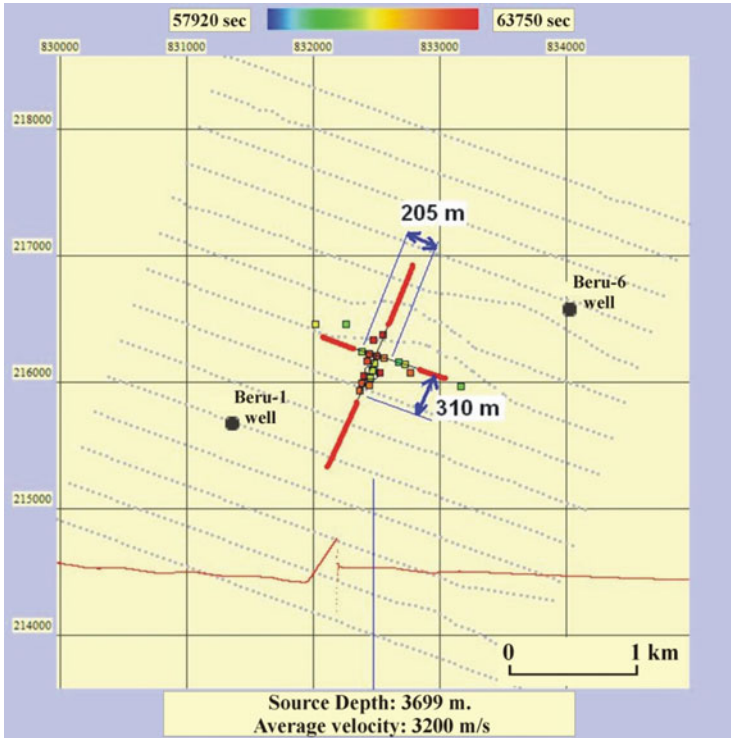 57920 sec
63750 sec
830000
831000
832000
833000
834000
218000
217000
216000
215000
214000
205 m
Beru-6
well
Beru-1
well
310 m
0
1 km
Source Depth: 3699 m.
Average velocity: 3200 m/s